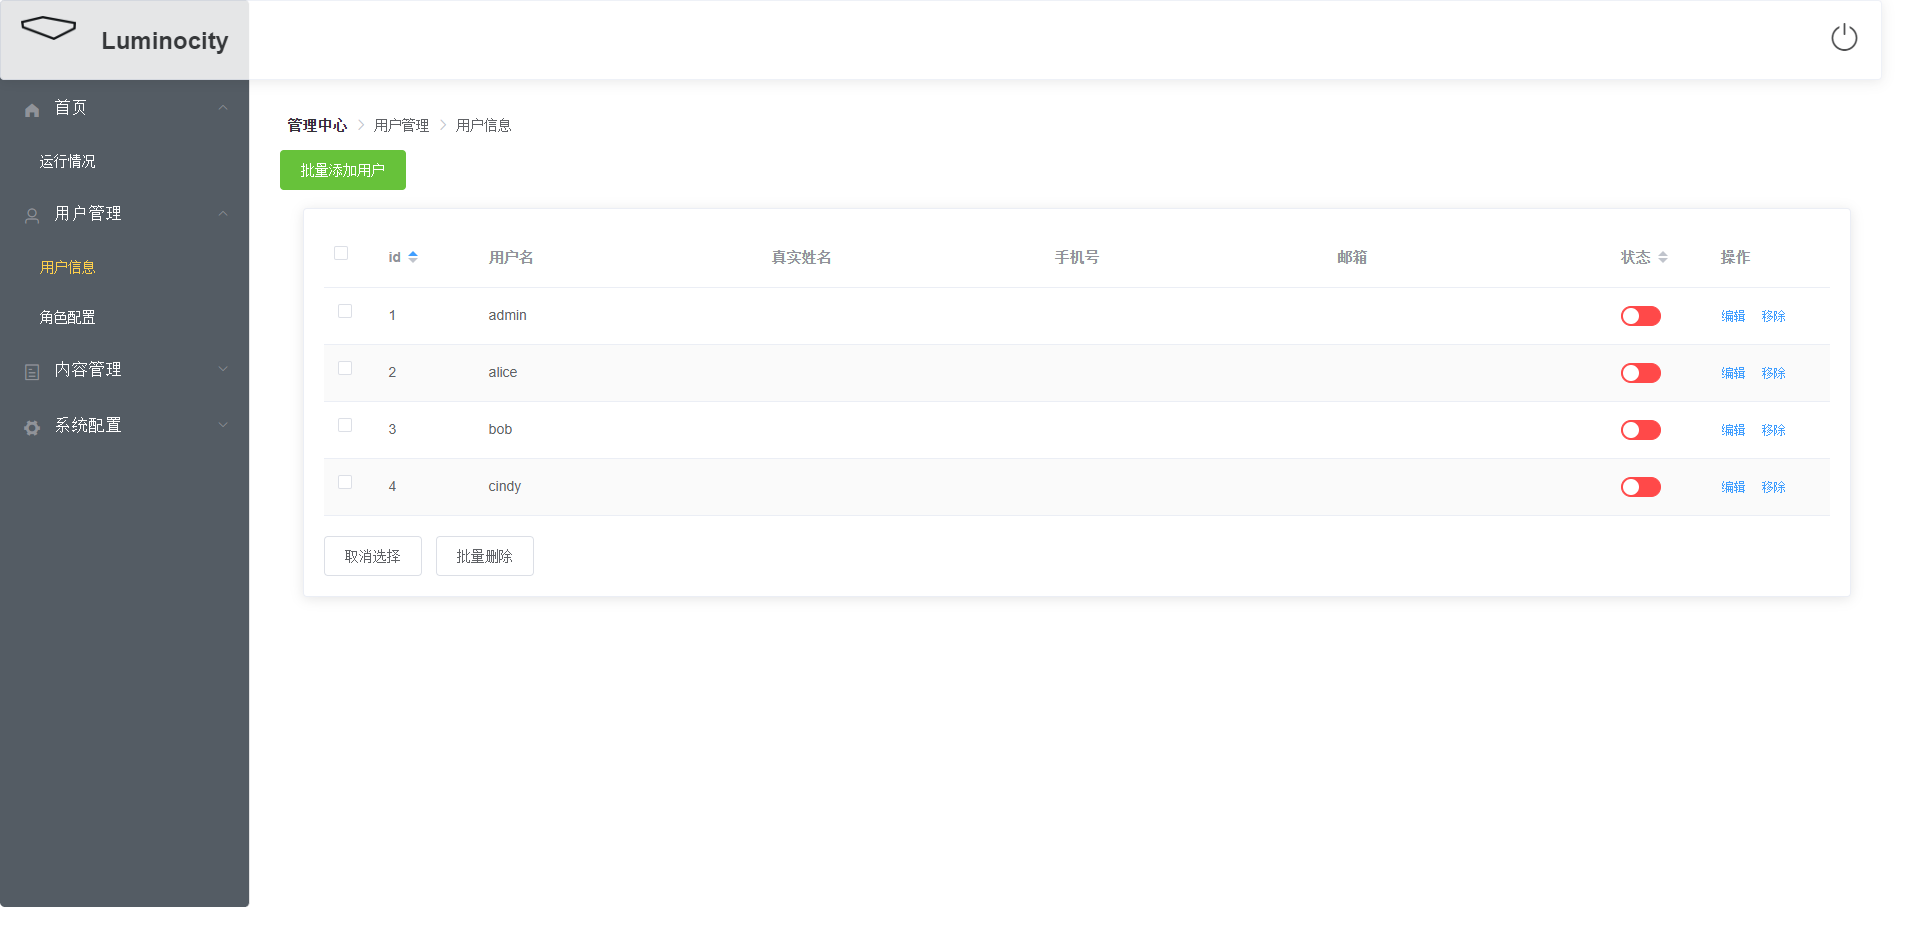 Luminocity
首页
运行情况
用户管理
用户信息
角色配置
内容管理
系统配置
管理中心 用户管理 用户信息
批量添加用户
id 用户名 真实姓名 手机号 邮箱 状态 操作
1 admin 编辑 移除
2 alice 编辑 移除
3 bob 编辑 移除
4 cindy 编辑 移除
取消选择 批量删除